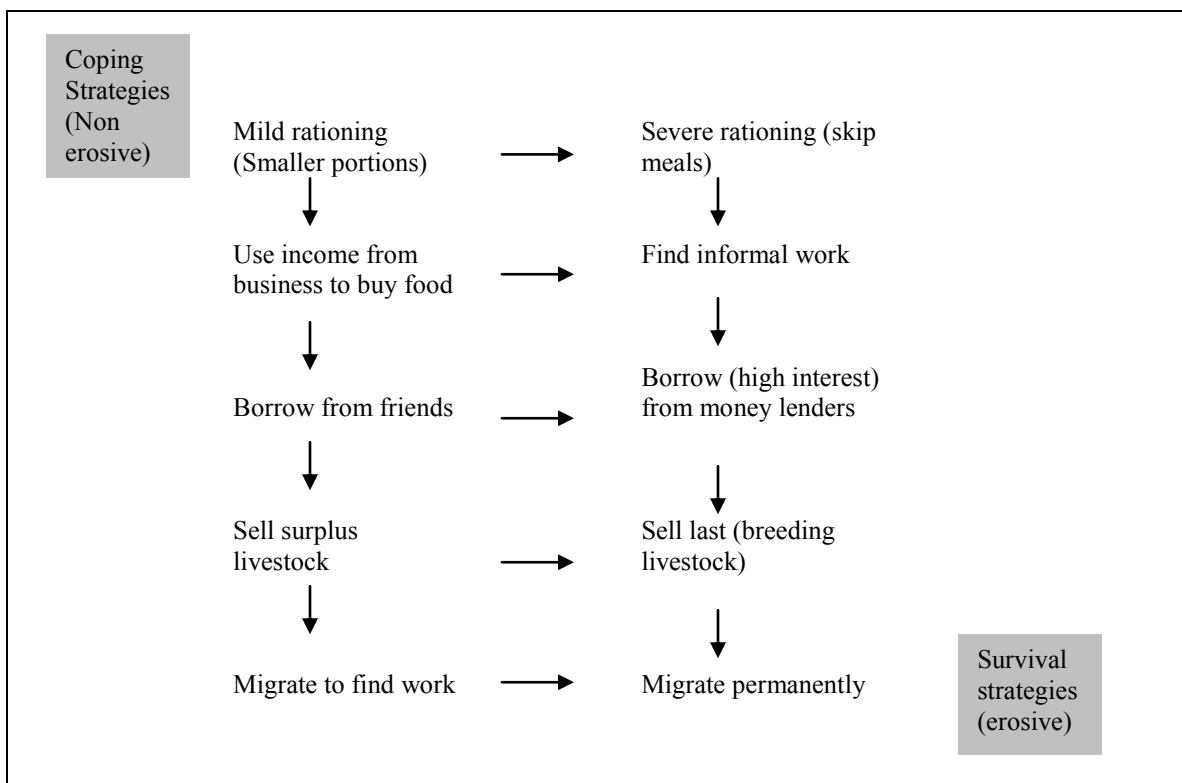 Coping
Strategies
(Non
erosive)
Mild rationing
(Smaller portions)
Severe rationing (skip
meals)
Use income from
business to buy food
Find informal work
Borrow from friends
Borrow (high interest)
from money lenders
Sell surplus
livestock
Sell last (breeding
livestock)
Migrate to find work
Migrate permanently
Survival
strategies
(erosive)